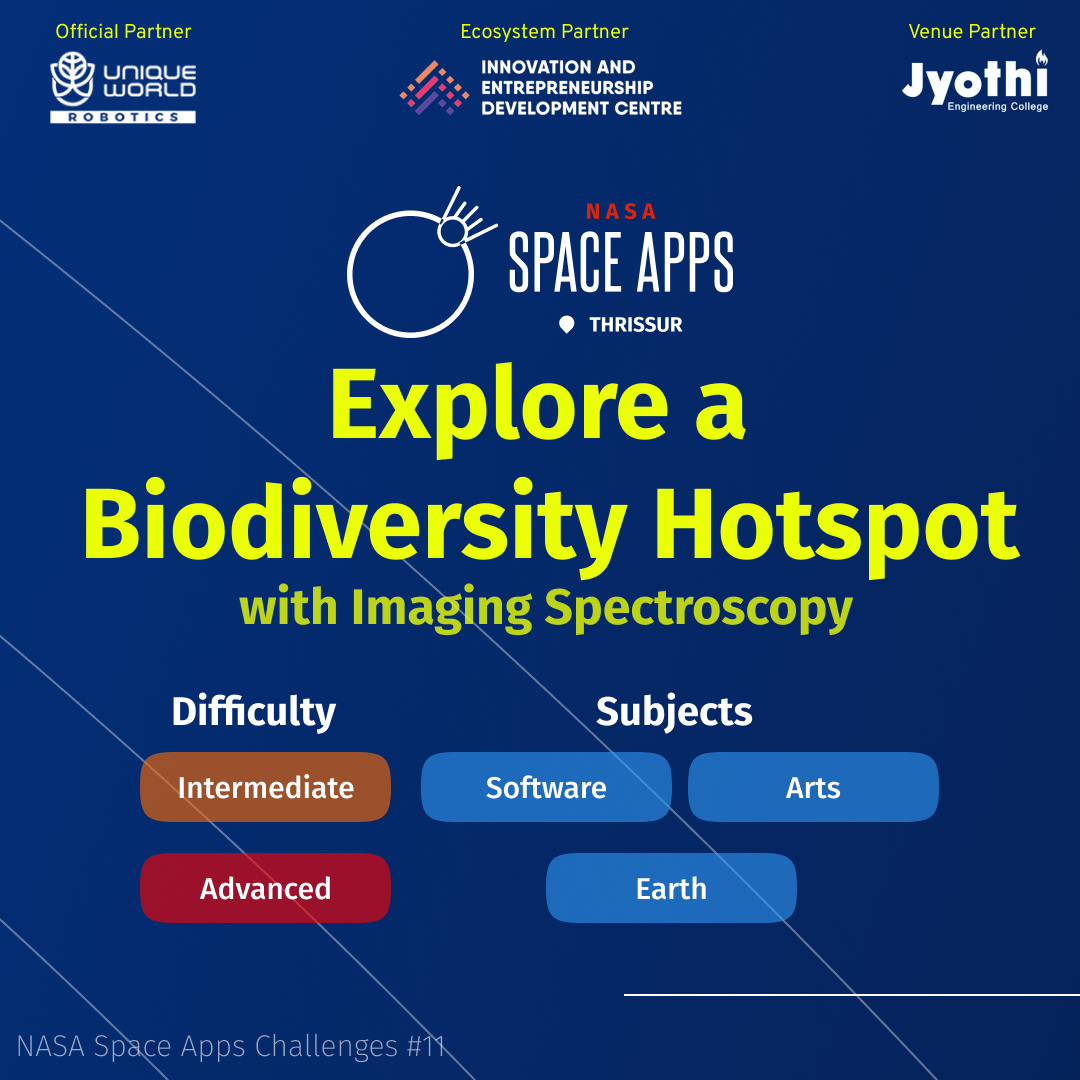 Official Partner
UNIQUE
WORLD
ROBOTICS
Ecosystem Partner
INNOVATION AND
ENTREPRENEURSHIP
DEVELOPMENT CENTRE
Venue Partner
Jyothi
Engineering College
NASA
SPACE APPS
THRISSUR
Explore a
Biodiversity Hotspot
with Imaging Spectroscopy
Difficulty
Intermediate
Advanced
Subjects
Software
Arts
Earth
NASA Space Apps Challenges #11